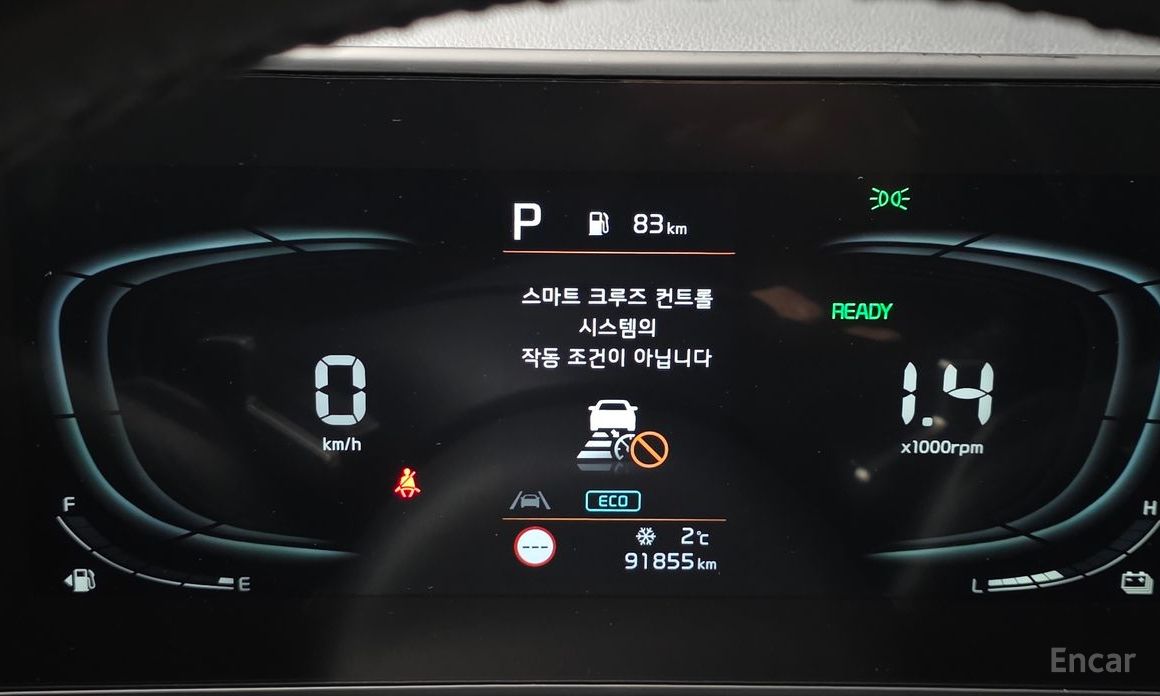 P 83km
스마트 크루즈 컨트롤
시스템의
작동 조건이 아닙니다
READY
0
km/h
1.4
x1000rpm
ECO
F
E
--- 2℃
91855km
H
L
Encar